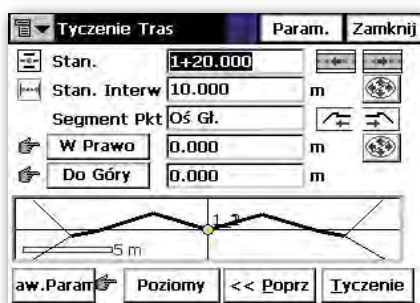 Tyczenie Tras Param. Zamknij
Stan. 1+20.000
Stan. Interw 10.000 m
Segment Pkt Oś Gł.
W Prawo 0.000 m
Do Góry 0.000 m
5 m
aw.Param Poziomy << Poprz Tyczenie